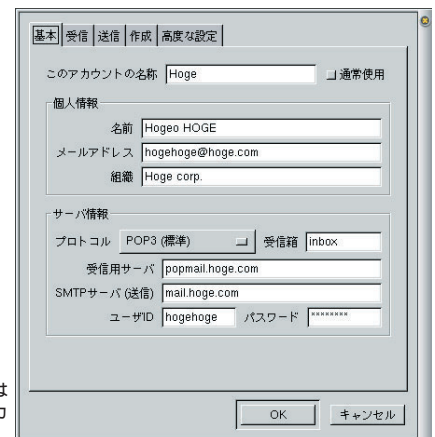 基本 受信 送信 作成 高度な設定
このアカウントの名称 Hoge 通常使用
個人情報
名前 Hogeo HOGE
メールアドレス hogehoge@hoge.com
組織 Hoge corp.
サーバ情報
プロトコル POP3 (標準) 受信箱 inbox
受信用サーバ popmail.hoge.com
SMTPサーバ (送信) mail.hoge.com
ユーザID hogehoge パスワード ********
は
カ
OK キャンセル